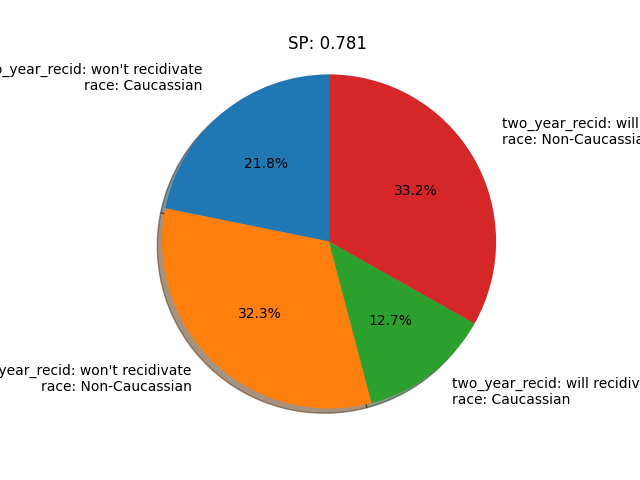 SP: 0.781
two_year_recid: will
race: Non-Caucassia
won't recidivate
race: Caucassian
21.8%
33.2%
32.3%
12.7%
year_recid: won't recidivate
race: Non-Caucassian
two_year_recid: will recidiv
race: Caucassian